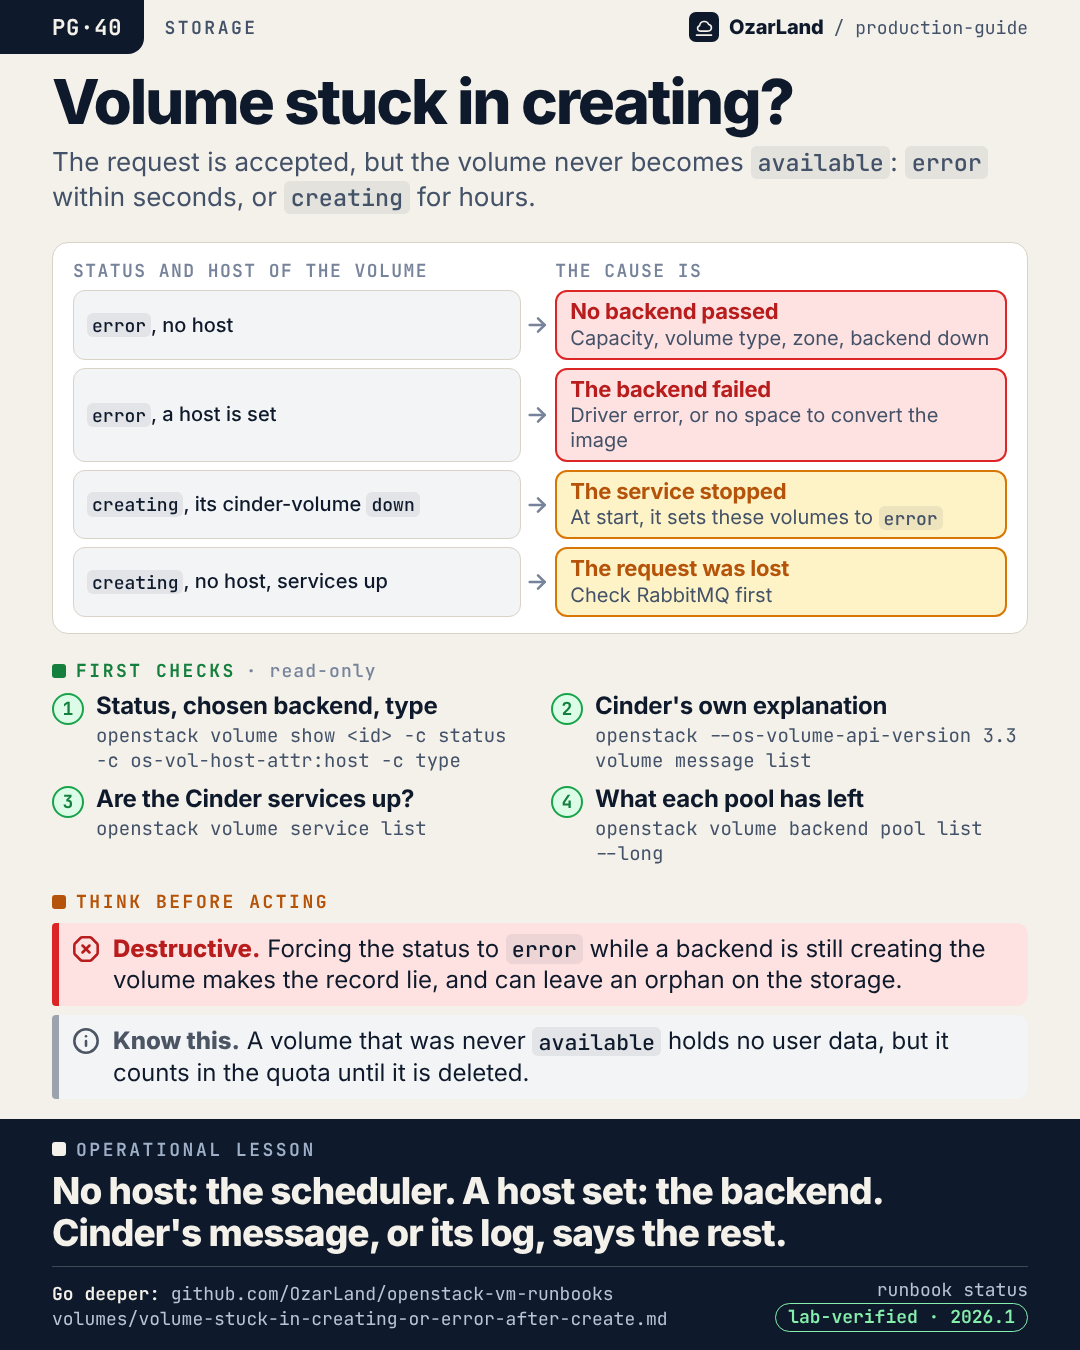 PG·40
STORAGE
OzarLand / production-guide
Volume stuck in creating?
The request is accepted, but the volume never becomes available: error
within seconds, or creating for hours.
STATUS AND HOST OF THE VOLUME
THE CAUSE IS
error, no host
No backend passed
Capacity, volume type, zone, backend down
error, a host is set
The backend failed
Driver error, or no space to convert the
image
creating, its cinder-volume down
The service stopped
At start, it sets these volumes to error
creating, no host, services up
The request was lost
Check RabbitMQ first
FIRST CHECKS · read-only
1 Status, chosen backend, type
openstack volume show <id> -c status
-c os-vol-host-attr:host -c type
2 Cinder's own explanation
openstack --os-volume-api-version 3.3
volume message list
3 Are the Cinder services up?
openstack volume service list
4 What each pool has left
openstack volume backend pool list
--long
THINK BEFORE ACTING
Destructive. Forcing the status to error while a backend is still creating the
volume makes the record lie, and can leave an orphan on the storage.
Know this. A volume that was never available holds no user data, but it
counts in the quota until it is deleted.
OPERATIONAL LESSON
No host: the scheduler. A host set: the backend.
Cinder's message, or its log, says the rest.
Go deeper: github.com/OzarLand/openstack-vm-runbooks
volumes/volume-stuck-in-creating-or-error-after-create.md
runbook status
lab-verified · 2026.1